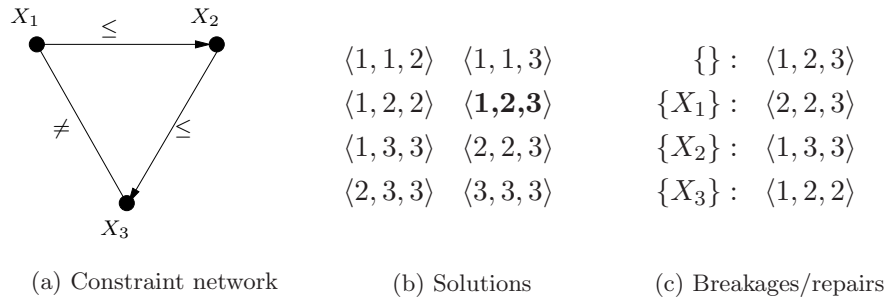 X₁
≤
X₂
≠
≤
X₃
(a) Constraint network
⟨1, 1, 2⟩ ⟨1, 1, 3⟩
⟨1, 2, 2⟩ ⟨1,2,3⟩
⟨1, 3, 3⟩ ⟨2, 2, 3⟩
⟨2, 3, 3⟩ ⟨3, 3, 3⟩
(b) Solutions
{} : ⟨1, 2, 3⟩
{X₁} : ⟨2, 2, 3⟩
{X₂} : ⟨1, 3, 3⟩
{X₃} : ⟨1, 2, 2⟩
(c) Breakages/repairs